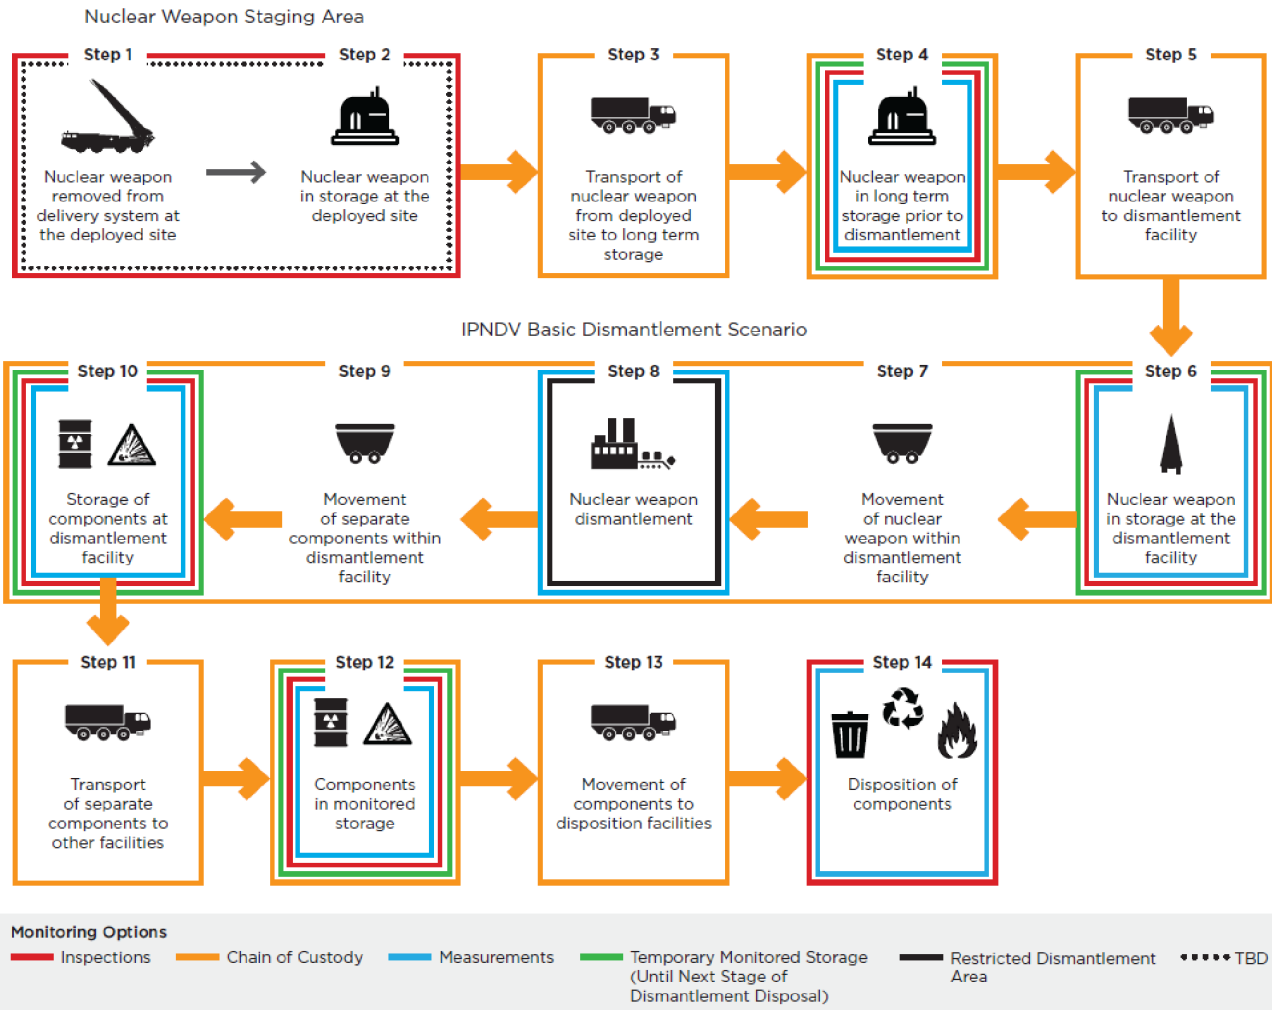 Nuclear Weapon Staging Area
Step 1
Step 2
Step 3
Step 4
Step 5
Nuclear weapon
removed from
delivery system at
the deployed site
Nuclear weapon
in storage at the
deployed site
Transport of
nuclear weapon
from deployed
site to long term
storage
Nuclear weapon
in long term
storage prior to
dismantlement
Transport of
nuclear weapon
to dismantlement
facility
IPNDV Basic Dismantlement Scenario
Step 10
Step 9
Step 8
Step 7
Step 6
Storage of
components at
dismantlement
facility
Movement
of separate
components within
dismantlement
facility
Nuclear weapon
dismantlement
Movement
of nuclear
weapon within
dismantlement
facility
Nuclear weapon
in storage at the
dismantlement
facility
Step 11
Step 12
Step 13
Step 14
Transport
of separate
components to
other facilities
Components
in monitored
storage
Movement of
components to
disposition facilities
Disposition of
components
Monitoring Options
Inspections
Chain of Custody
Measurements
Temporary Monitored Storage
(Until Next Stage of
Dismantlement Disposal)
Restricted Dismantlement
Area
TBD